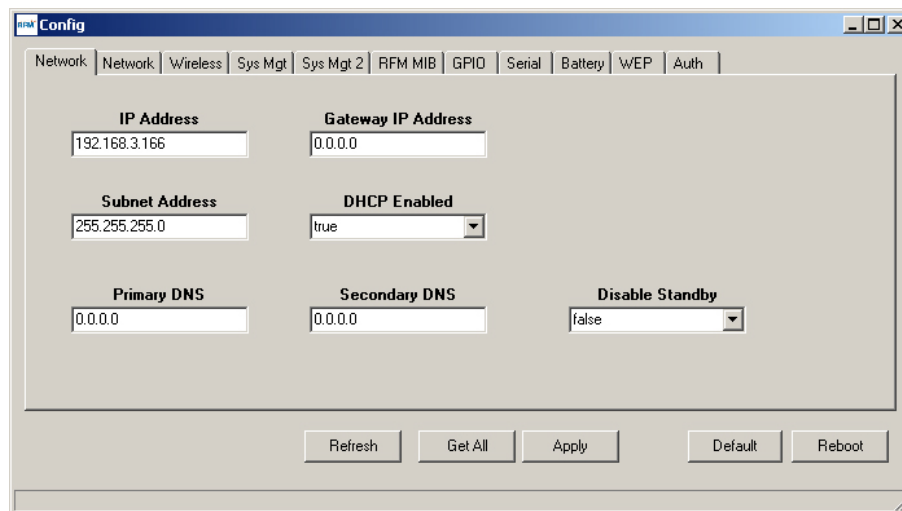 RFM Config
Network Network Wireless Sys Mgt Sys Mgt 2 RFM MIB GPIO Serial Battery WEP Auth
IP Address Gateway IP Address
192.168.3.166 0.0.0.0
Subnet Address DHCP Enabled
255.255.255.0 true
Primary DNS Secondary DNS Disable Standby
0.0.0.0 0.0.0.0 false
Refresh Get All Apply Default Reboot